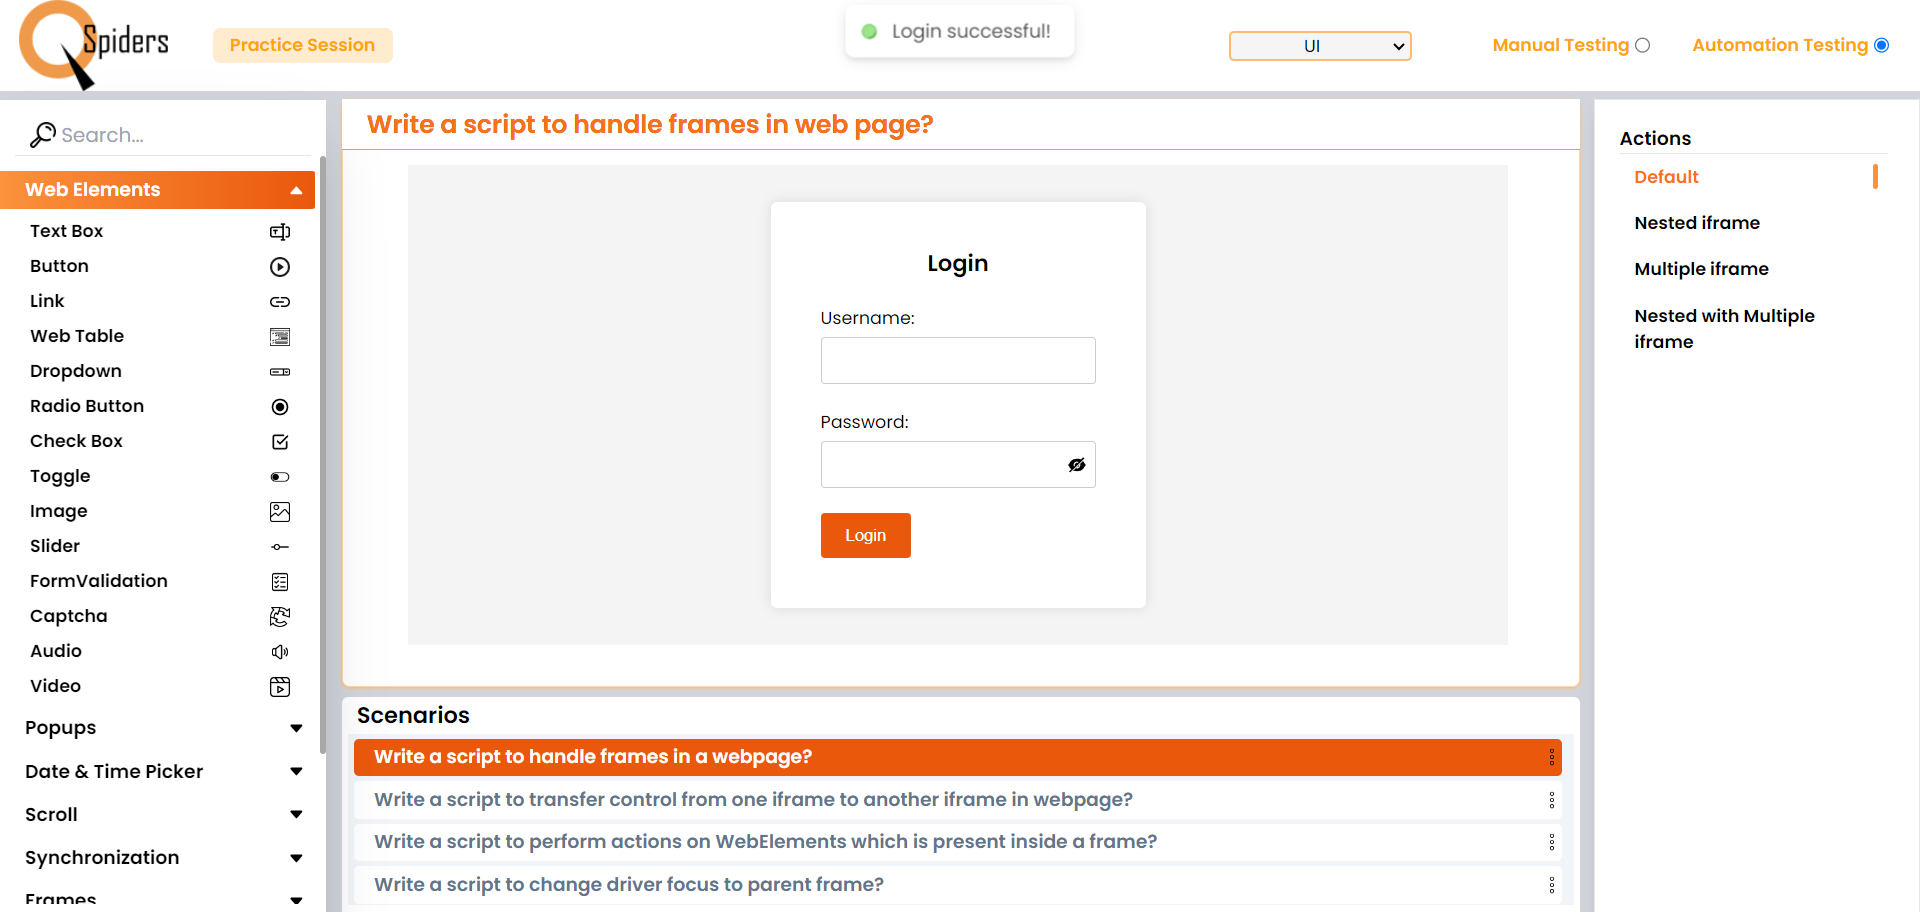 Spiders
Practice Session
Login successful!
UI
Manual Testing
Automation Testing
Search...
Web Elements
Text Box
Button
Link
Web Table
Dropdown
Radio Button
Check Box
Toggle
Image
Slider
FormValidation
Captcha
Audio
Video
Popups
Date & Time Picker
Scroll
Synchronization
Frames
Write a script to handle frames in web page?
Login
Username:
Password:
Login
Scenarios
Write a script to handle frames in a webpage?
Write a script to transfer control from one iframe to another iframe in webpage?
Write a script to perform actions on WebElements which is present inside a frame?
Write a script to change driver focus to parent frame?
Actions
Default
Nested iframe
Multiple iframe
Nested with Multiple
iframe